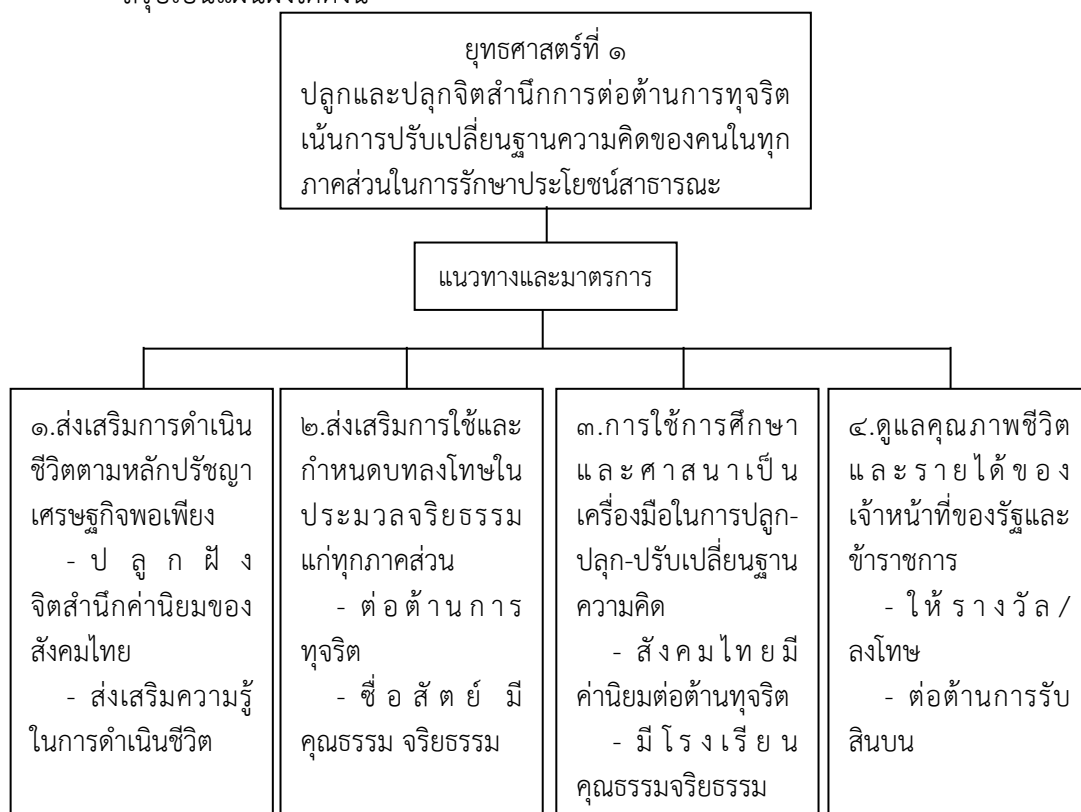 ยุทธศาสตร์ที่ ๑
ปลูกและปลุกจิตสำนึกการต่อต้านการทุจริต
เน้นการปรับเปลี่ยนฐานความคิดของคนในทุก
ภาคส่วนในการรักษาประโยชน์สาธารณะ
แนวทางและมาตรการ
๑.ส่งเสริมการดำเนิน
ชีวิตตามหลักปรัชญา
เศรษฐกิจพอเพียง
- ปลูกฝัง
จิตสำนึกค่านิยมของ
สังคมไทย
- ส่งเสริมความรู้
ในการดำเนินชีวิต
๒.ส่งเสริมการใช้และ
กำหนดบทลงโทษใน
ประมวลจริยธรรม
แก่ทุกภาคส่วน
- ต่อต้านการ
ทุจริต
- ซื่อสัตย์ มี
คุณธรรม จริยธรรม
๓.การใช้การศึกษา
และศาสนาเป็น
เครื่องมือในการปลูก-
ปลุก-ปรับเปลี่ยนฐาน
ความคิด
- สังคมไทยมี
ค่านิยมต่อต้านทุจริต
- มีโรงเรียน
คุณธรรมจริยธรรม
๔.ดูแลคุณภาพชีวิต
และรายได้ของ
เจ้าหน้าที่ของรัฐและ
ข้าราชการ
- ให้รางวัล/
ลงโทษ
- ต่อต้านการรับ
สินบน